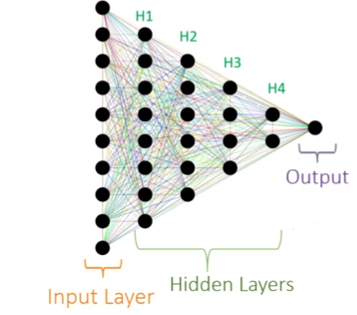 H1
H2
H3
H4
Output
Hidden Layers
Input Layer